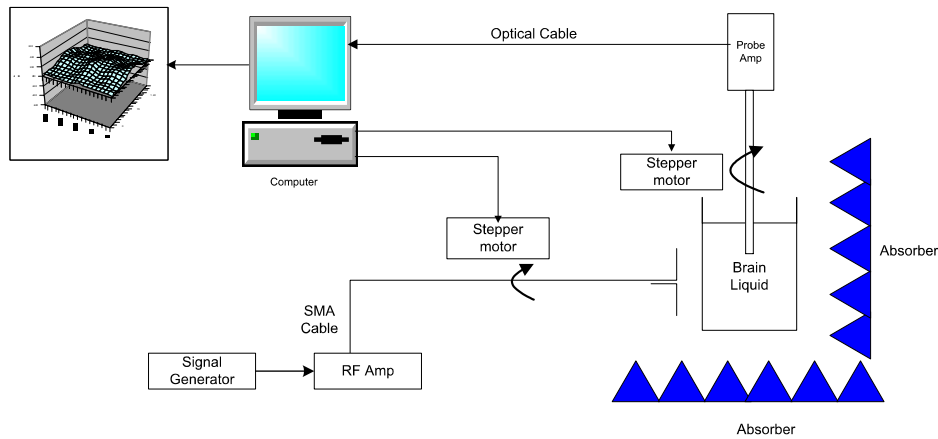 Optical Cable
Probe
Amp
Computer
Stepper
motor
Stepper
motor
Brain
Liquid
Absorber
SMA
Cable
Signal
Generator
RF Amp
Absorber